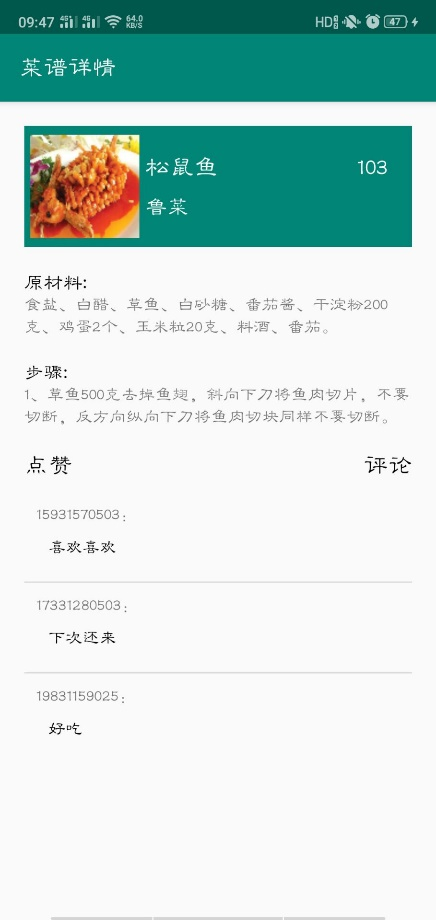 09:47 4G 4G 64.0 KB/S HD 47
菜谱详情
松鼠鱼 103
鲁菜
原材料:
食盐、白醋、草鱼、白砂糖、番茄酱、干淀粉200
克、鸡蛋2个、玉米粒20克、料酒、番茄。
步骤:
1、草鱼500克去掉鱼翅，斜向下刀将鱼肉切片，不要
切断，反方向纵向下刀将鱼肉切块同样不要切断。
点赞 评论
15931570503：
喜欢喜欢
17331280503：
下次还来
19831159025：
好吃